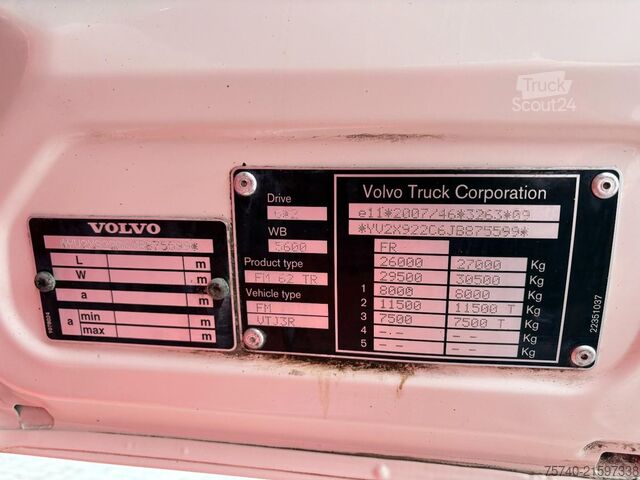 Truck
Scout24
VOLVO
L m
W m
a m
a min m
max m
Drive
6*2
WB
5600
Product type
FM 62 TR
Vehicle type
FM
VTJ3R
Volvo Truck Corporation
e11*2007/46*3263*09
*YV2X922C6JB875599*
FR
26000 27000 Kg
29500 30500 Kg
1 8000 8000 Kg
2 11500 11500 T Kg
3 7500 7500 T Kg
4 -.- -.- Kg
5 -.- -.- Kg
22351037
75740-21597338